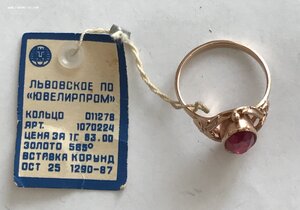 ЛЬВОВСКОЕ ПО
"ЮВЕЛИРПРОМ"
КОЛЬЦО 011278
АРТ. 1070224
ЦЕНА ЗА 1Г 63.00
ЗОЛОТО 585°
ВСТАВКА КОРУНД
ОСТ 25 1290-87